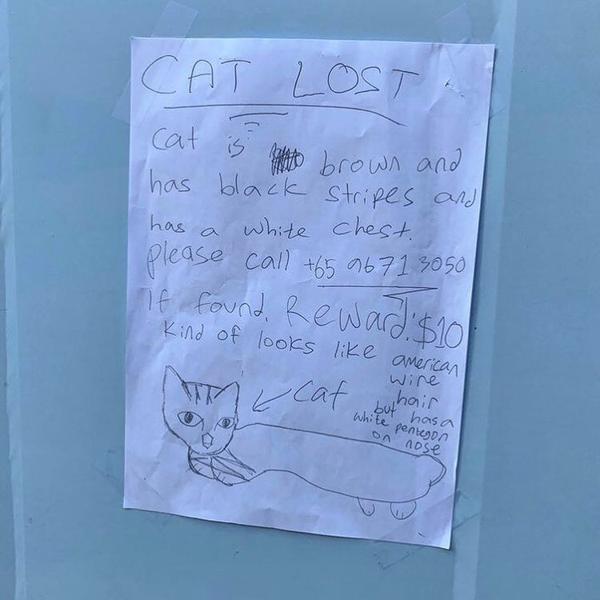 CAT LOST
cat is brown and
has black stripes and
has a white chest.
please call +65 9671 3050
If found. Reward: $10
kind of looks like american
wire
hair
but has a
white pentegon
on nose
cat